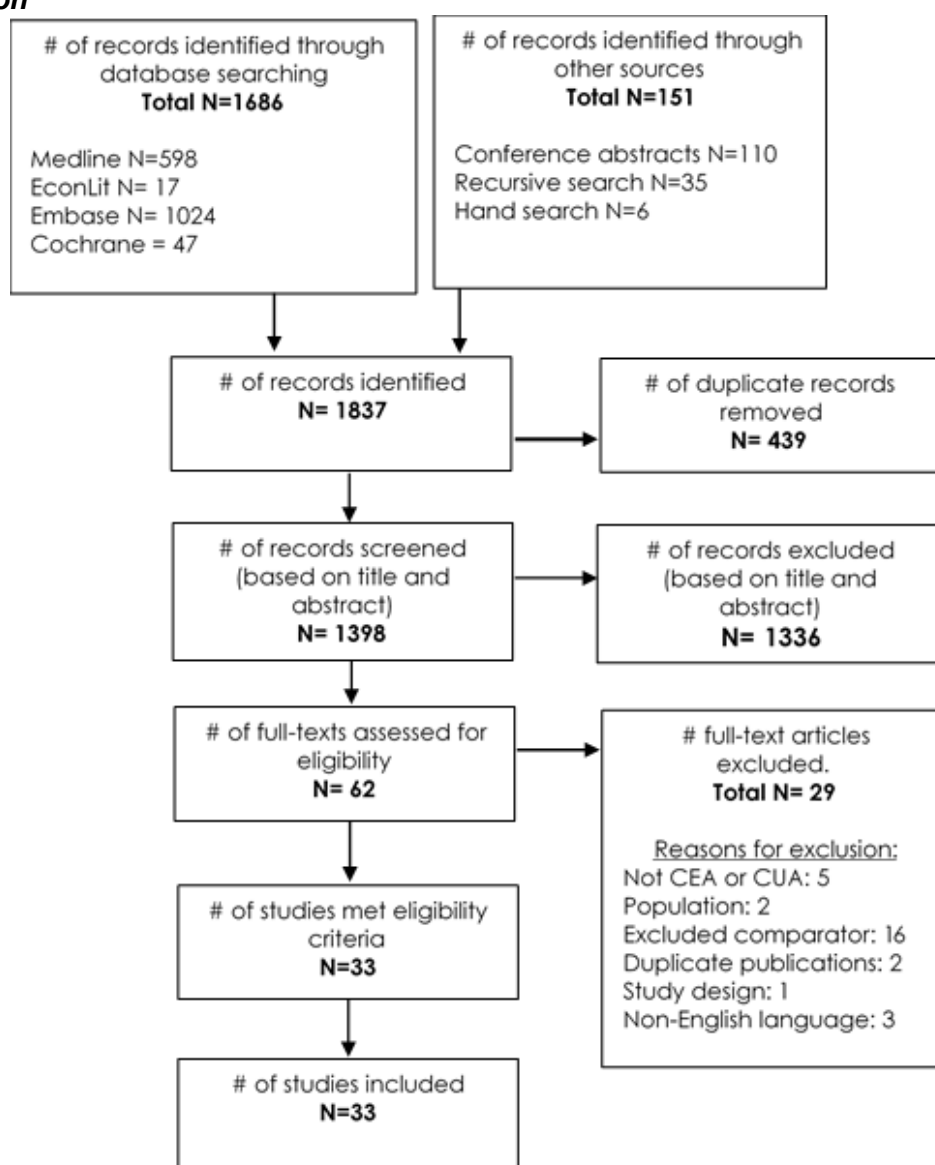 # of records identified through
database searching
Total N=1686
Medline N=598
EconLit N= 17
Embase N= 1024
Cochrane = 47
# of records identified through
other sources
Total N=151
Conference abstracts N=110
Recursive search N=35
Hand search N=6
# of records identified
N= 1837
# of duplicate records
removed
N= 439
# of records screened
(based on title and
abstract)
N= 1398
# of records excluded
(based on title and
abstract)
N= 1336
# of full-texts assessed for
eligibility
N= 62
# full-text articles
excluded.
Total N= 29
Reasons for exclusion:
Not CEA or CUA: 5
Population: 2
Excluded comparator: 16
Duplicate publications: 2
Study design: 1
Non-English language: 3
# of studies met eligibility
criteria
N=33
# of studies included
N=33